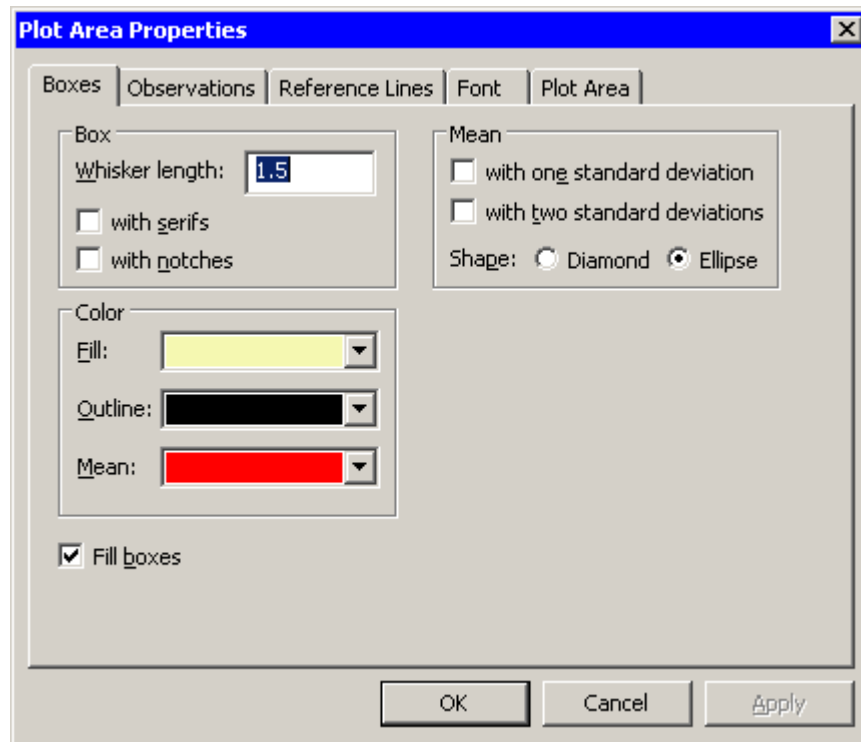 Plot Area Properties
Boxes Observations Reference Lines Font Plot Area
Box
Whisker length: 1.5
with serifs
with notches
Mean
with one standard deviation
with two standard deviations
Shape: Diamond Ellipse
Color
Fill:
Outline:
Mean:
Fill boxes
OK Cancel Apply